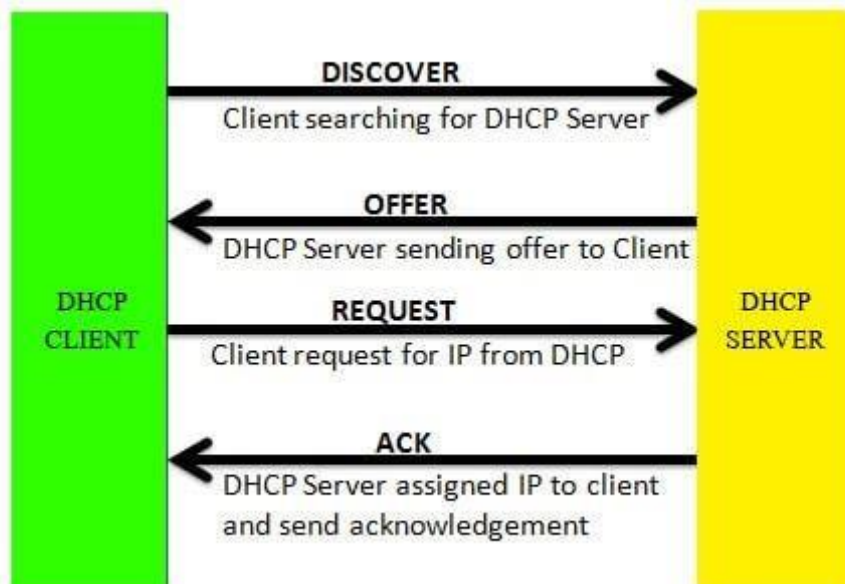 DISCOVER
Client searching for DHCP Server
OFFER
DHCP Server sending offer to Client
DHCP
CLIENT
REQUEST
Client request for IP from DHCP
DHCP
SERVER
ACK
DHCP Server assigned IP to client
and send acknowledgement